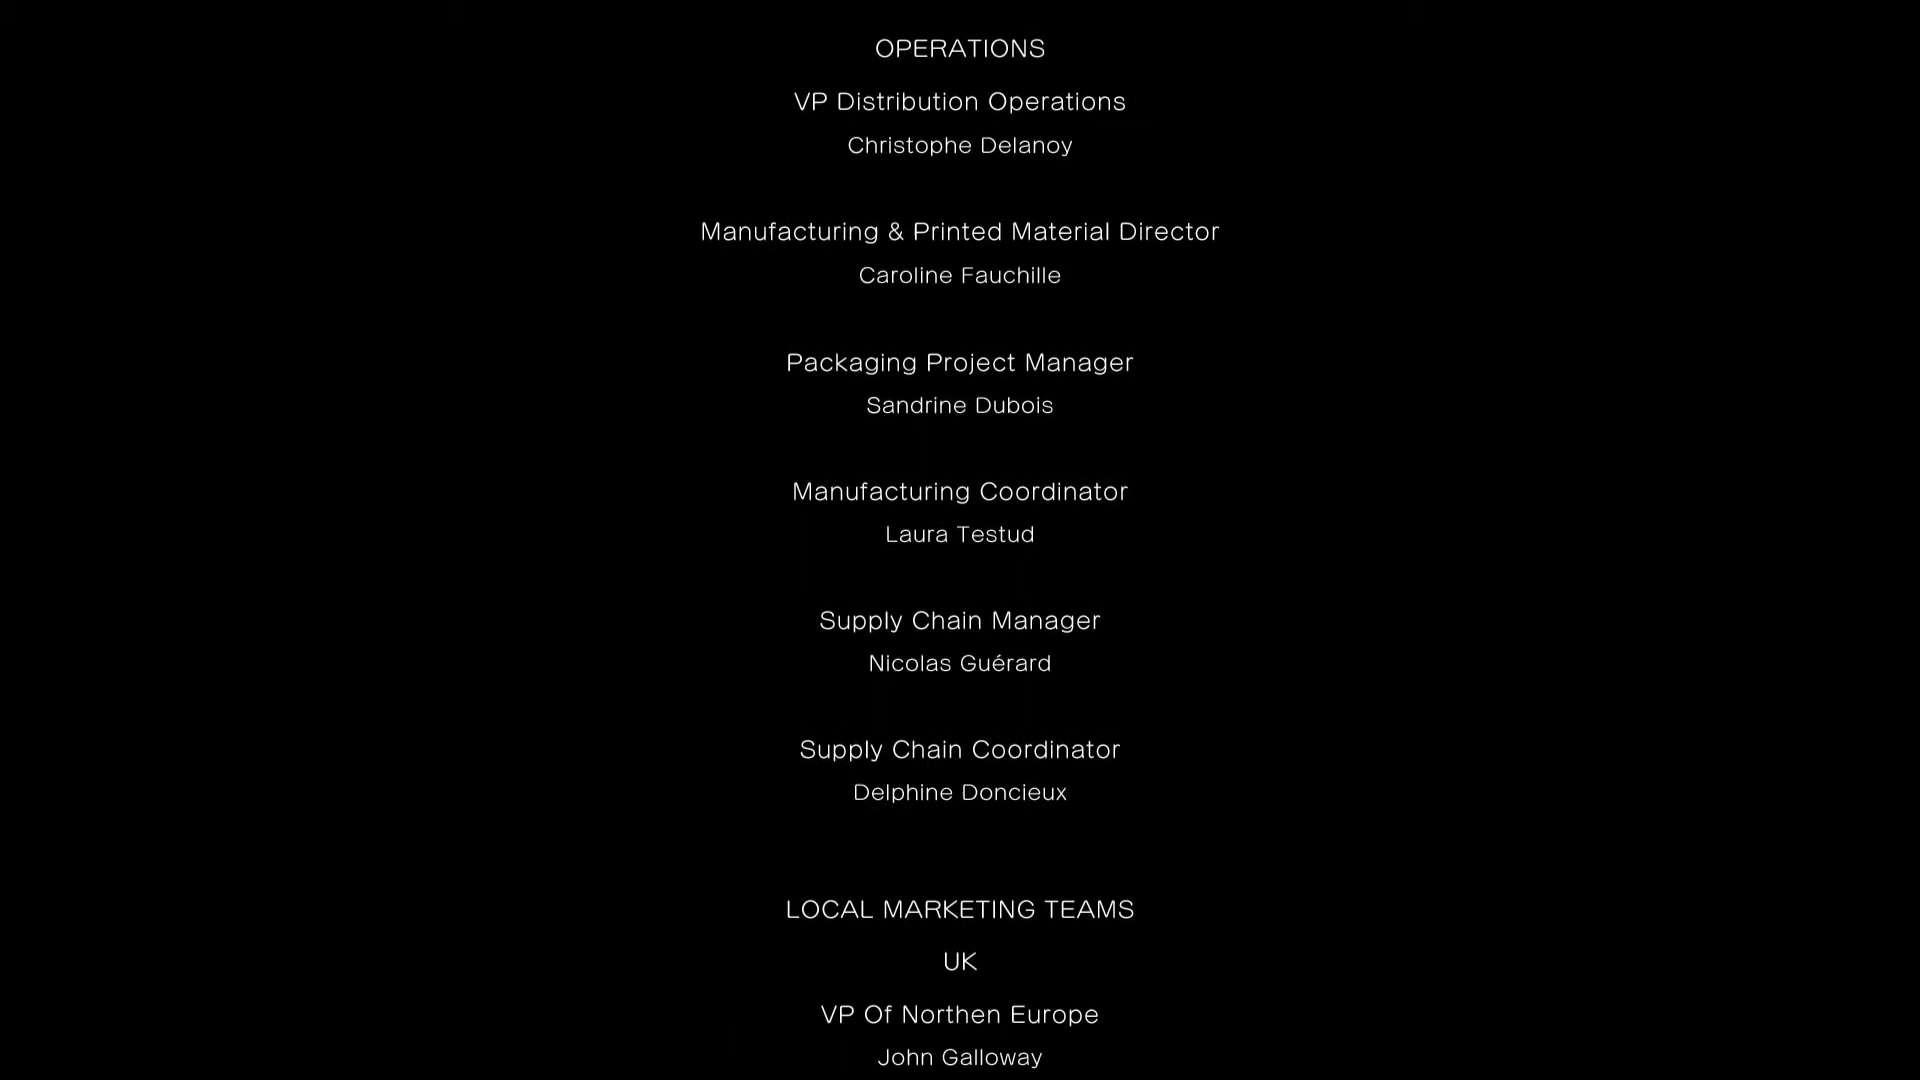 OPERATIONS
VP Distribution Operations
Christophe Delanoy
Manufacturing & Printed Material Director
Caroline Fauchille
Packaging Project Manager
Sandrine Dubois
Manufacturing Coordinator
Laura Testud
Supply Chain Manager
Nicolas Guérard
Supply Chain Coordinator
Delphine Doncieux
LOCAL MARKETING TEAMS
UK
VP Of Northen Europe
John Galloway